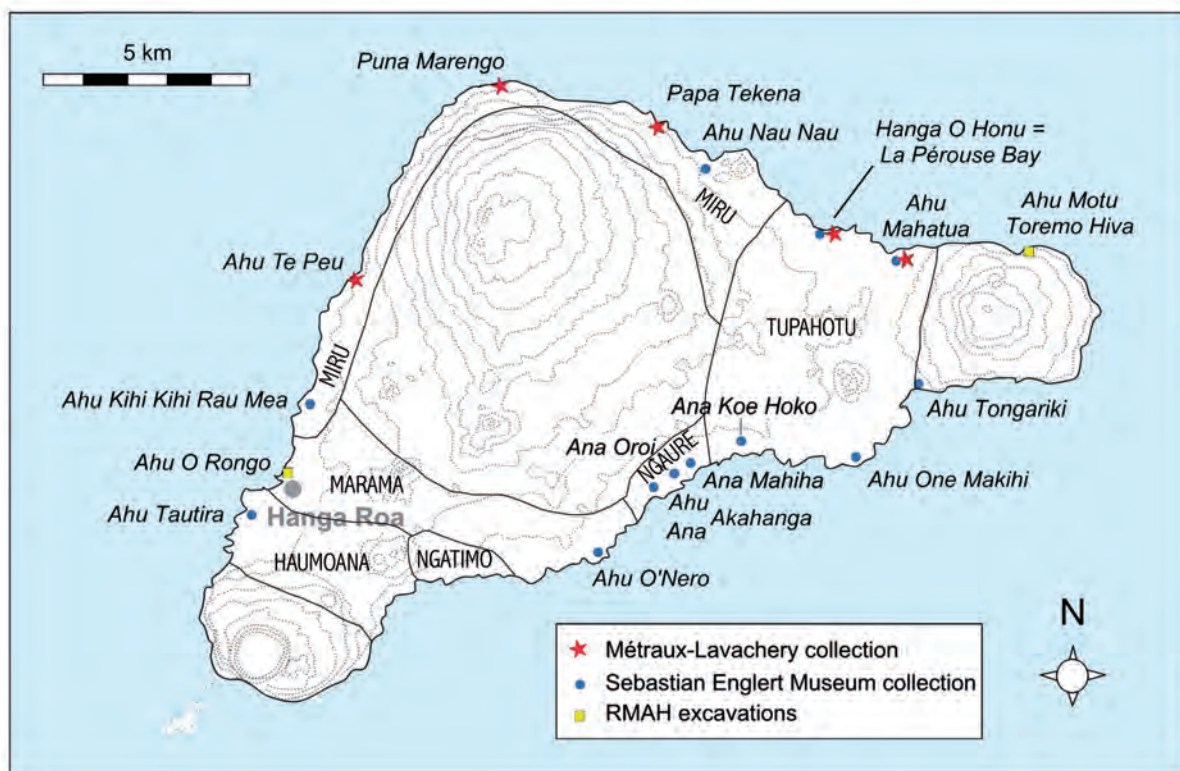 5 km
Puna Marengo
Papa Tekena
Ahu Nau Nau
Hanga O Honu =
La Pérouse Bay
Ahu
Mahatua
Ahu Motu
Toremo Hiva
MIRU
Ahu Te Peu
TUPAHOTU
MIRU
Ahu Kihi Kihi Rau Mea
Ana Koe Hoko
Ahu Tongariki
Ana Oroi
NGAURE
Ahu O Rongo
MARAMA
Ana Mahiha
Ahu One Makihi
Ahu Tautira
Hanga Roa
Ahu
Akahanga
Ana
HAUMOANA
NGATIMO
Ahu O'Nero
N
Métraux-Lavachery collection
Sebastian Englert Museum collection
RMAH excavations